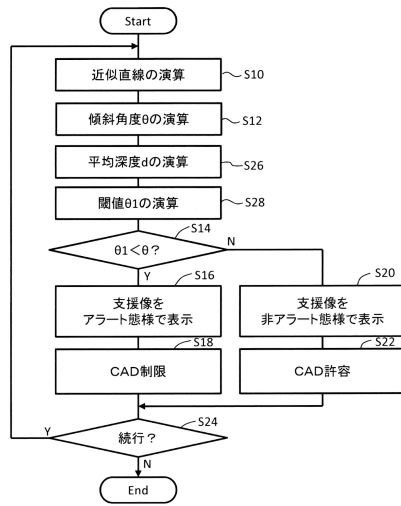 Start
近似直線の演算
S10
傾斜角度θの演算
S12
平均深度dの演算
S26
閾値θ1の演算
S28
S14
θ1<θ?
N
Y
S16
支援像を
アラート態様で表示
S20
支援像を
非アラート態様で表示
S18
CAD制限
S22
CAD許容
S24
続行?
Y
N
End